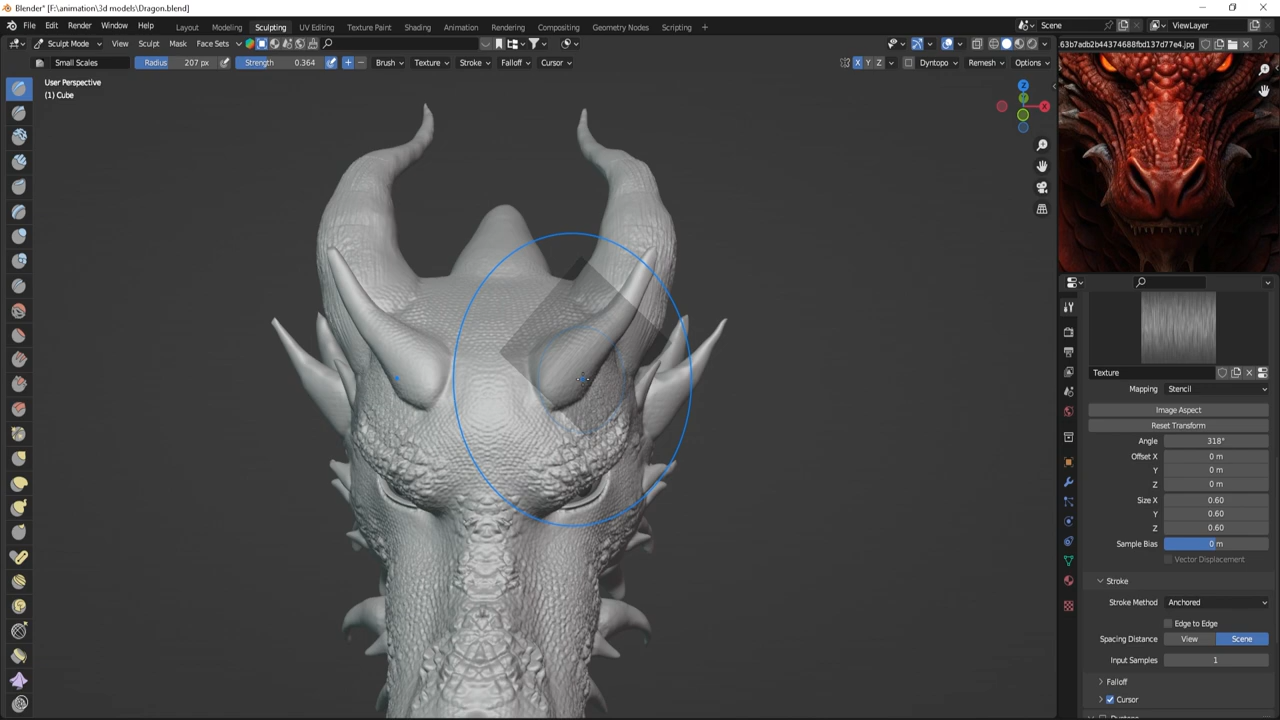 Blender* [F:\animation\3d models\Dragon.blend]
File Edit Render Window Help Layout Modeling Sculpting UV Editing Texture Paint Shading Animation Rendering Compositing Geometry Nodes Scripting Scene ViewLayer
Sculpt Mode View Sculpt Mask Face Sets .63b7adb2b44374688fbd137d77e4.jpg
Small Scales Radius 207 px Strength 0.364 Brush Texture Stroke Falloff Cursor X Y Z Dyntopo Remesh Options
User Perspective
(1) Cube
Z
Y
X
Texture
Mapping Stencil
Image Aspect
Reset Transform
Angle 318°
Offset X 0 m
Y 0 m
Z 0 m
Size X 0.60
Y 0.60
Z 0.60
Sample Bias 0 m
Vector Displacement
Stroke
Stroke Method Anchored
Edge to Edge
Spacing Distance View Scene
Input Samples 1
Falloff
Cursor